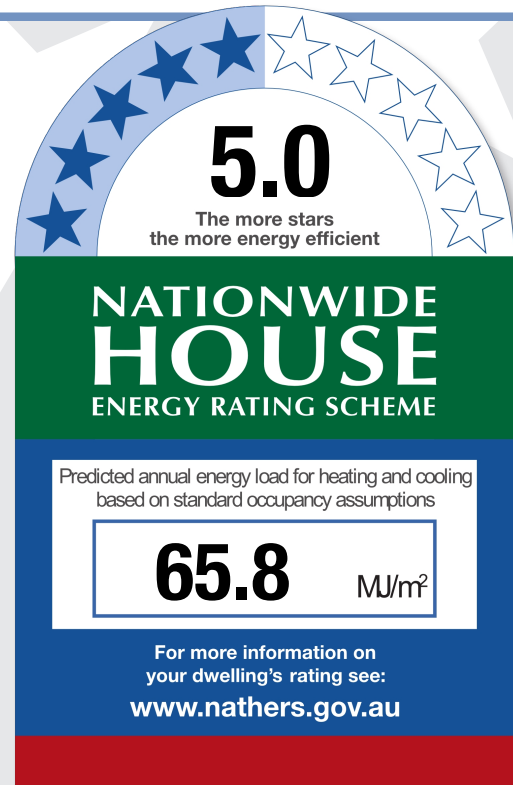 5.0
The more stars
the more energy efficient
NATIONWIDE
HOUSE
ENERGY RATING SCHEME
Predicted annual energy load for heating and cooling
based on standard occupancy assumptions
65.8 MJ/m²
For more information on
your dwelling's rating see:
www.nathers.gov.au